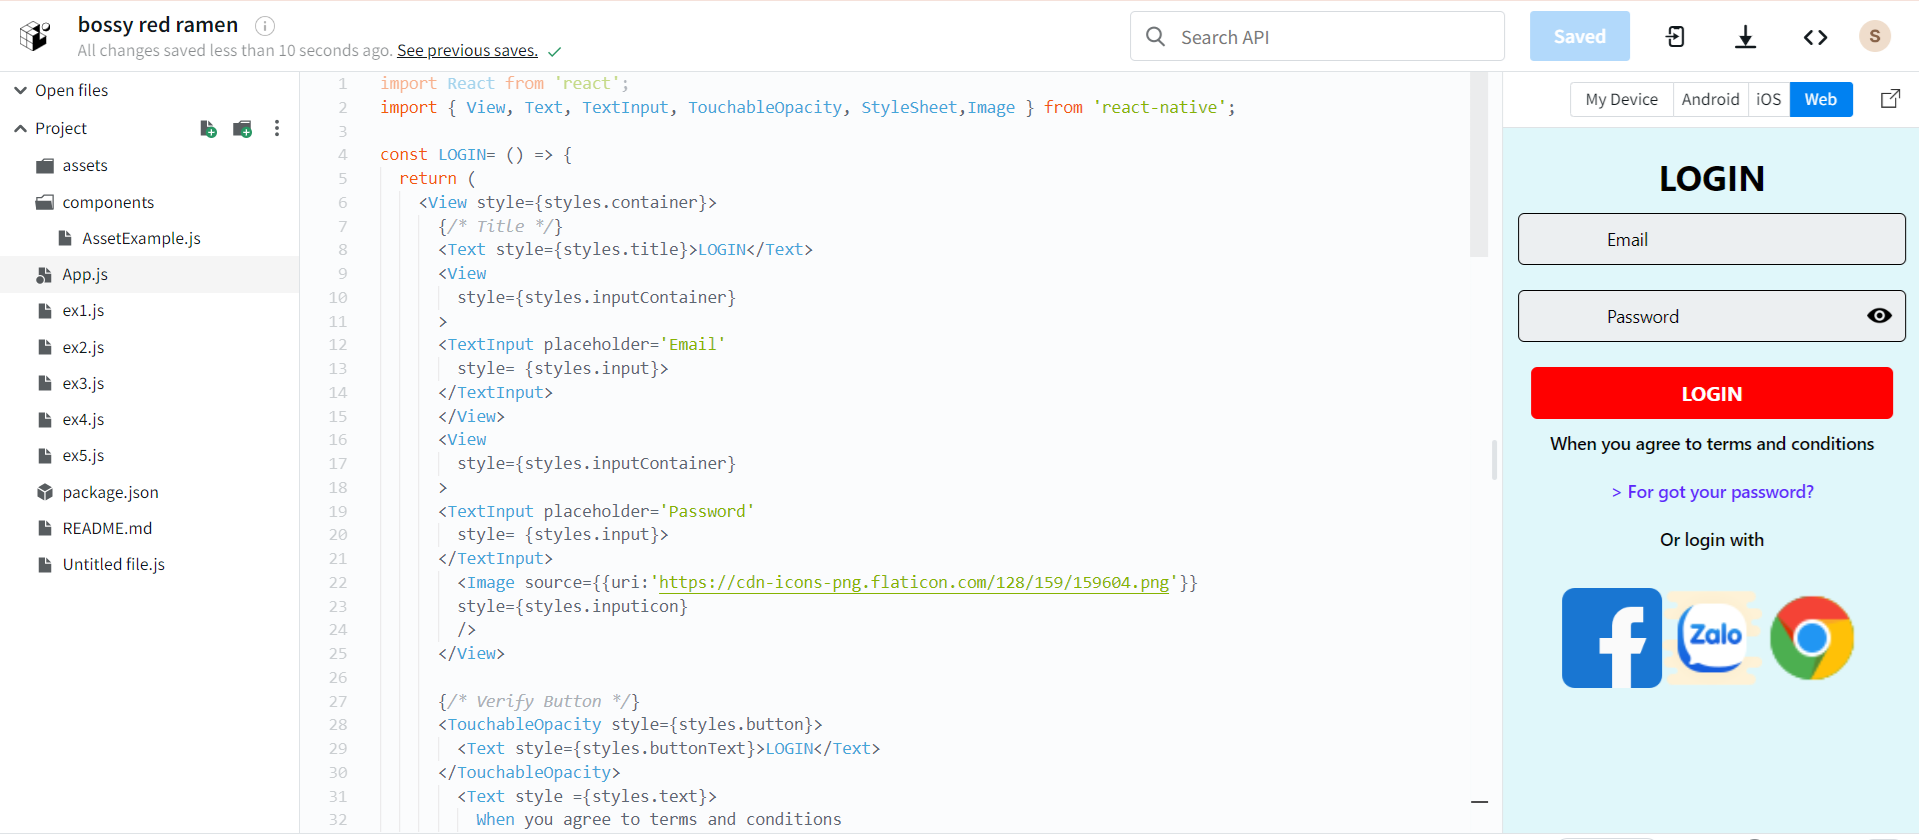 bossy red ramen
All changes saved less than 10 seconds ago. See previous saves.
Search API
Saved
S
Open files
Project
assets
components
AssetExample.js
App.js
ex1.js
ex2.js
ex3.js
ex4.js
ex5.js
package.json
README.md
Untitled file.js
1 import React from 'react';
2 import { View, Text, TextInput, TouchableOpacity, StyleSheet,Image } from 'react-native';
3
4 const LOGIN= () => {
5 return (
6 <View style={styles.container}>
7 {/* Title */}
8 <Text style={styles.title}>LOGIN</Text>
9 <View
10 style={styles.inputContainer}
11 >
12 <TextInput placeholder='Email'
13 style= {styles.input}>
14 </TextInput>
15 </View>
16 <View
17 style={styles.inputContainer}
18 >
19 <TextInput placeholder='Password'
20 style= {styles.input}>
21 </TextInput>
22 <Image source={{uri:'https://cdn-icons-png.flaticon.com/128/159/159604.png'}}
23 style={styles.inputicon}
24 />
25 </View>
26
27 {/* Verify Button */}
28 <TouchableOpacity style={styles.button}>
29 <Text style={styles.buttonText}>LOGIN</Text>
30 </TouchableOpacity>
31 <Text style ={styles.text}>
32 When you agree to terms and conditions
My Device Android iOS Web
LOGIN
Email
Password
LOGIN
When you agree to terms and conditions
> For got your password?
Or login with
f Zalo